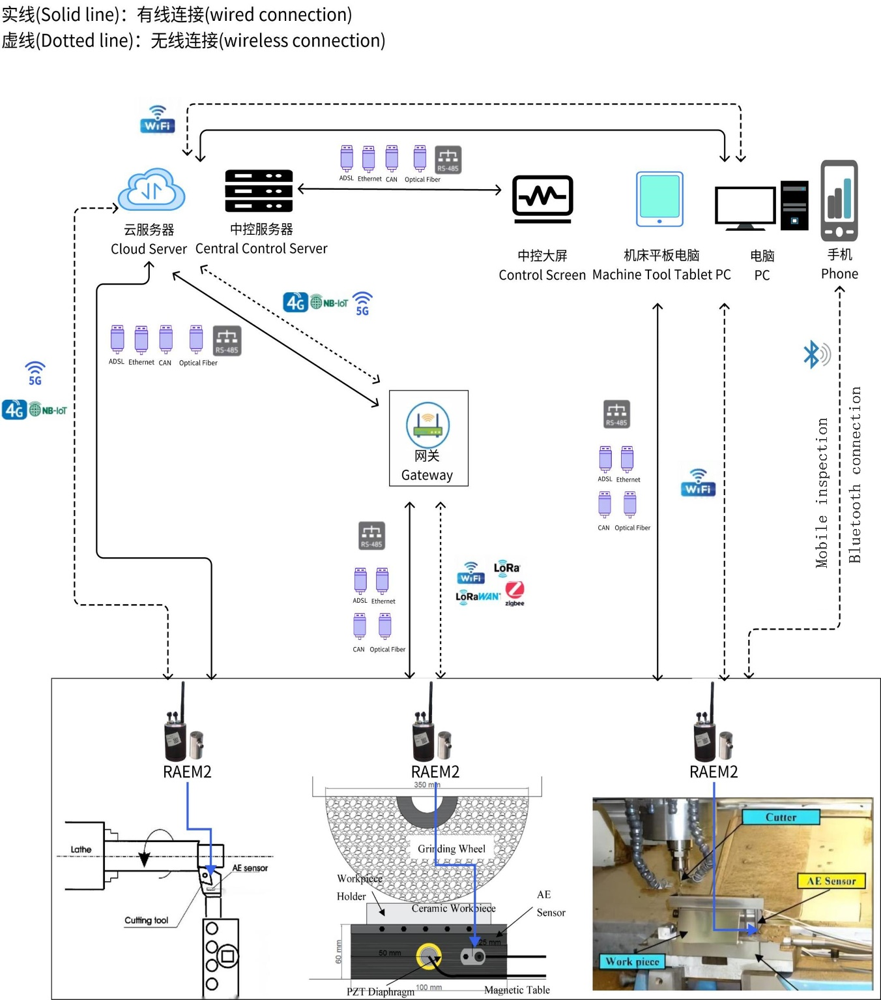 实线(Solid line)：有线连接(wired connection)
虚线(Dotted line)：无线连接(wireless connection)
WiFi
ADSL Ethernet CAN Optical Fiber RS-485
云服务器
Cloud Server
中控服务器
Central Control Server
中控大屏
Control Screen
机床平板电脑
Machine Tool Tablet PC
电脑
PC
手机
Phone
4G NB-IoT 5G
ADSL Ethernet CAN Optical Fiber RS-485
5G
4G NB-IoT
网关
Gateway
RS-485
ADSL Ethernet
CAN Optical Fiber
WiFi
Mobile inspection
Bluetooth connection
RS-485
ADSL Ethernet
CAN Optical Fiber
WiFi LoRa
LoRaWAN zigbee
RAEM2
RAEM2
RAEM2
Lathe
AE sensor
Cutting tool
350 mm
Grinding Wheel
Workpiece
Holder
Ceramic Workpiece
AE
Sensor
25 mm
50 mm
60 mm
100 mm
PZT Diaphragm
Magnetic Table
Cutter
AE Sensor
Work piece